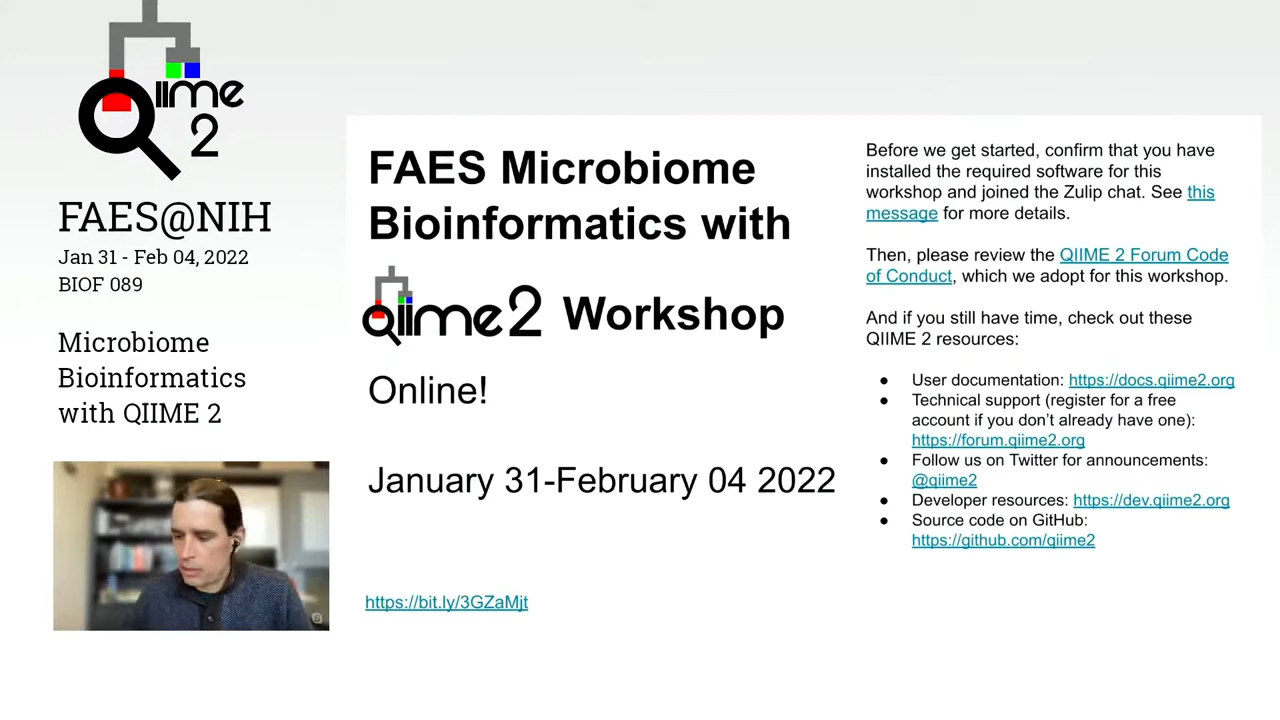 Qiime
2
FAES@NIH
Jan 31 - Feb 04, 2022
BIOF 089
Microbiome
Bioinformatics
with QIIME 2
FAES Microbiome
Bioinformatics with
Qiime2 Workshop
Online!
January 31-February 04 2022
https://bit.ly/3GZaMjt
Before we get started, confirm that you have
installed the required software for this
workshop and joined the Zulip chat. See this
message for more details.
Then, please review the QIIME 2 Forum Code
of Conduct, which we adopt for this workshop.
And if you still have time, check out these
QIIME 2 resources:
● User documentation: https://docs.qiime2.org
● Technical support (register for a free
account if you don’t already have one):
https://forum.qiime2.org
● Follow us on Twitter for announcements:
@qiime2
● Developer resources: https://dev.qiime2.org
● Source code on GitHub:
https://github.com/qiime2